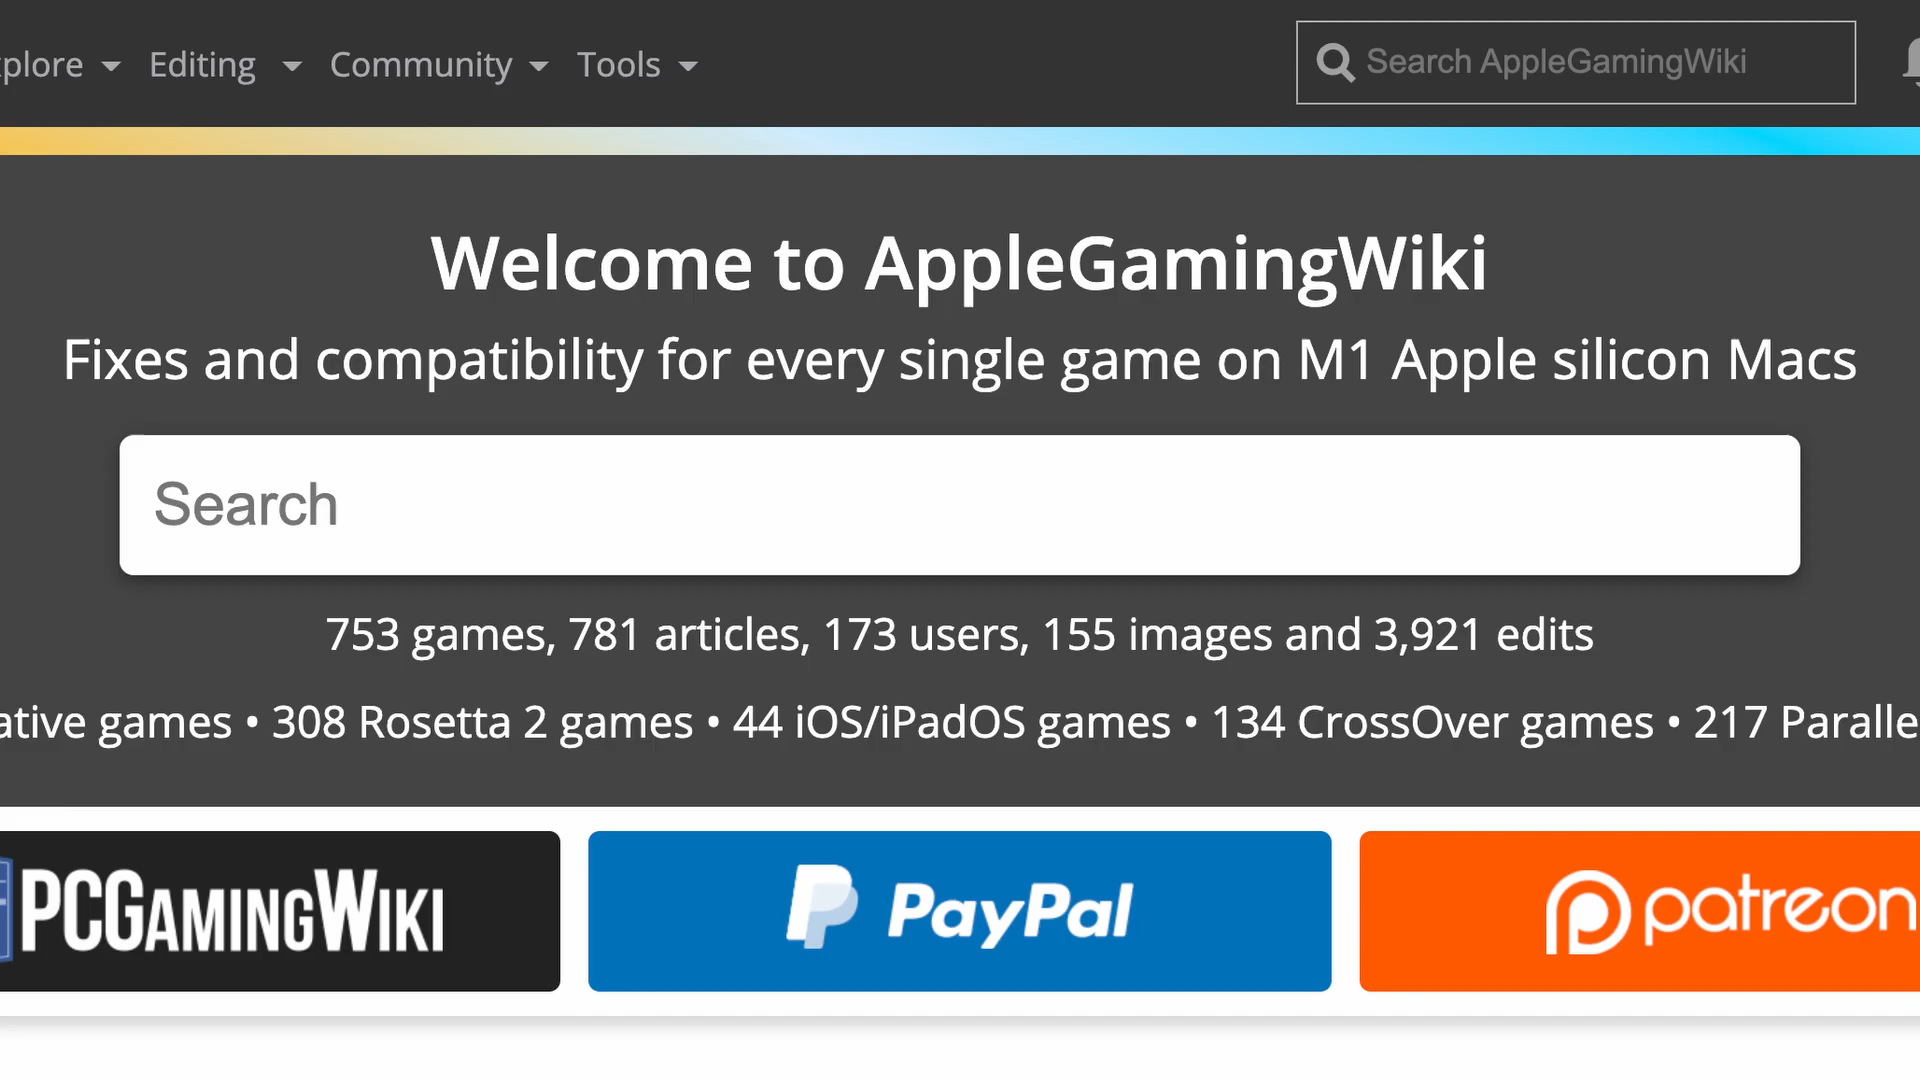 plore Editing Community Tools Search AppleGamingWiki
Welcome to AppleGamingWiki
Fixes and compatibility for every single game on M1 Apple silicon Macs
Search
753 games, 781 articles, 173 users, 155 images and 3,921 edits
ative games • 308 Rosetta 2 games • 44 iOS/iPadOS games • 134 CrossOver games • 217 Paralle
PCGamingWiki PayPal patreon